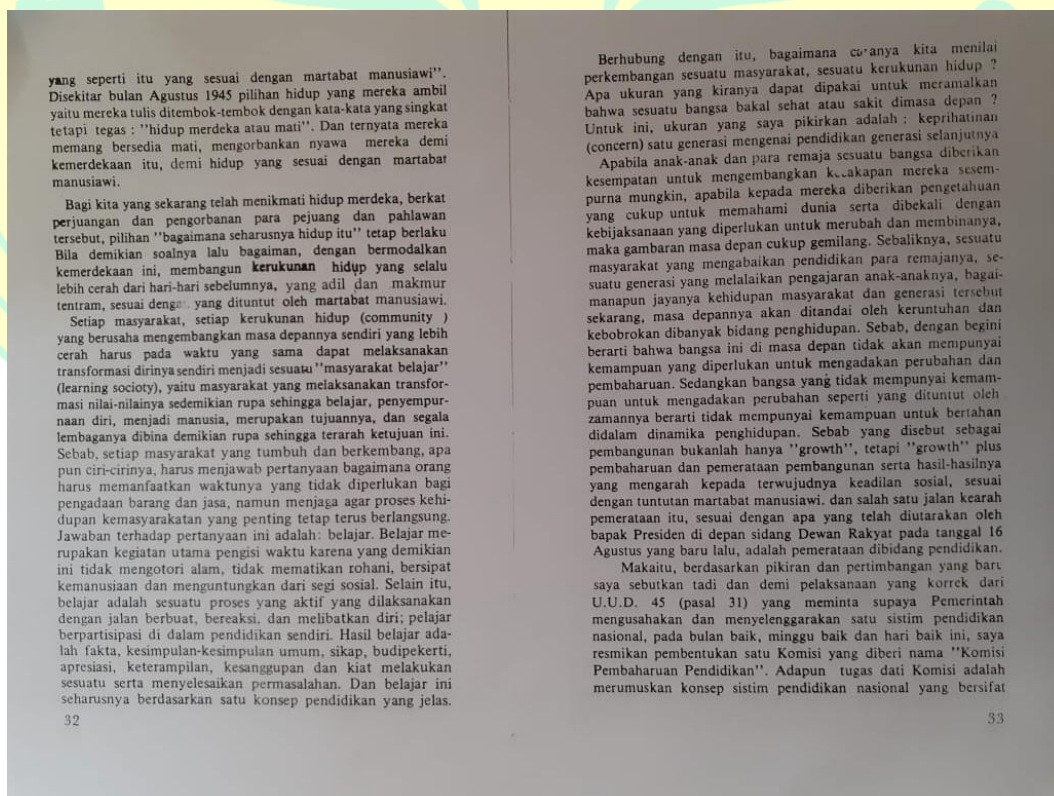 yang seperti itu yang sesuai dengan martabat manusiawi".
Disekitar bulan Agustus 1945 pilihan hidup yang mereka ambil
yaitu mereka tulis ditembok-tembok dengan kata-kata yang singkat
tetapi tegas : "hidup merdeka atau mati". Dan ternyata mereka
memang bersedia mati, mengorbankan nyawa mereka demi
kemerdekaan itu, demi hidup yang sesuai dengan martabat
manusiawi.
Bagi kita yang sekarang telah menikmati hidup merdeka, berkat
perjuangan dan pengorbanan para pejuang dan pahlawan
tersebut, pilihan "bagaimana seharusnya hidup itu" tetap berlaku
Bila demikian soalnya lalu bagaiman, dengan bermodalkan
kemerdekaan ini, membangun kerukunan hidup yang selalu
lebih cerah dari hari-hari sebelumnya, yang adil dan makmur
tentram, sesuai yang dituntut oleh martabat manusiawi.
Setiap masyarakat, setiap kerukunan hidup (community )
yang berusaha mengembangkan masa depannya sendiri yang lebih
cerah harus pada waktu yang sama dapat melaksanakan
transformasi dirinya sendiri menjadi sesuatu "masyarakat belajar"
(learning socioty), yaitu masyarakat yang melaksanakan transfor-
masi nilai-nilainya sedemikian rupa sehingga belajar, penyempur-
naan diri, menjadi manusia, merupakan tujuannya, dan segala
lembaganya dibina demikian rupa sehingga terarah ketujuan ini.
Sebab, setiap masyarakat yang tumbuh dan berkembang, apa
pun ciri-cirinya, harus menjawab pertanyaan bagaimana orang
harus memanfaatkan waktunya yang tidak diperlukan bagi
pengadaan barang dan jasa, namun menjaga agar proses kehi-
dupan kemasyarakatan yang penting tetap terus berlangsung.
Jawaban terhadap pertanyaan ini adalah: belajar. Belajar me-
rupakan kegiatan utama pengisi waktu karena yang demikian
ini tidak mengotori alam, tidak mematikan rohani, bersipat
kemanusiaan dan menguntungkan dari segi sosial. Selain itu,
belajar adalah sesuatu proses yang aktif yang dilaksanakan
dengan jalan berbuat, bereaksi, dan melibatkan diri; pelajar
berpartisipasi di dalam pendidikan sendiri. Hasil belajar ada-
lah fakta, kesimpulan-kesimpulan umum, sikap, budipekerti,
apresiasi, keterampilan, kesanggupan dan kiat melakukan
sesuatu serta menyelesaikan permasalahan. Dan belajar ini
seharusnya berdasarkan satu konsep pendidikan yang jelas.
32
Berhubung dengan itu, bagaimana kita menilai
perkembangan sesuatu masyarakat, sesuatu kerukunan hidup ?
Apa ukuran yang kiranya dapat dipakai untuk meramalkan
bahwa sesuatu bangsa bakal sehat atau sakit dimasa depan ?
Untuk ini, ukuran yang saya pikirkan adalah : keprihatinan
(concern) satu generasi mengenai pendidikan generasi selanjutnya
Apabila anak-anak dan para remaja sesuatu bangsa diberikan
kesempatan untuk mengembangkan mereka sesem-
purna mungkin, apabila kepada mereka diberikan pengetahuan
yang cukup untuk memahami dunia serta dibekali dengan
kebijaksanaan yang diperlukan untuk merubah dan membinanya,
maka gambaran masa depan cukup gemilang. Sebaliknya, sesuatu
masyarakat yang mengabaikan pendidikan para remajanya, se-
suatu generasi yang melalaikan pengajaran anak-anaknya, bagai-
manapun jayanya kehidupan masyarakat dan generasi tersebut
sekarang, masa depannya akan ditandai oleh keruntuhan dan
kebobrokan dibanyak bidang penghidupan. Sebab, dengan begini
berarti bahwa bangsa ini di masa depan tidak akan mempunyai
kemampuan yang diperlukan untuk mengadakan perubahan dan
pembaharuan. Sedangkan bangsa yang tidak mempunyai kemam-
puan untuk mengadakan perubahan seperti yang dituntut oleh
zamannya berarti tidak mempunyai kemampuan untuk bertahan
didalam dinamika penghidupan. Sebab yang disebut sebagai
pembangunan bukanlah hanya "growth", tetapi "growth" plus
pembaharuan dan pemerataan pembangunan serta hasil-hasilnya
yang mengarah kepada terwujudnya keadilan sosial, sesuai
dengan tuntutan martabat manusiawi. dan salah satu jalan kearah
pemerataan itu, sesuai dengan apa yang telah diutarakan oleh
bapak Presiden di depan sidang Dewan Rakyat pada tanggal 16
Agustus yang baru lalu, adalah pemerataan dibidang pendidikan.
Makaitu, berdasarkan pikiran dan pertimbangan yang baru
saya sebutkan tadi dan demi pelaksanaan yang korrek dari
U.U.D. 45 (pasal 31) yang meminta supaya Pemerintah
mengusahakan dan menyelenggarakan satu sistim pendidikan
nasional, pada bulan baik, minggu baik dan hari baik ini, saya
resmikan pembentukan satu Komisi yang diberi nama "Komisi
Pembaharuan Pendidikan". Adapun tugas dati Komisi adalah
merumuskan konsep sistim pendidikan nasional yang bersifat
33